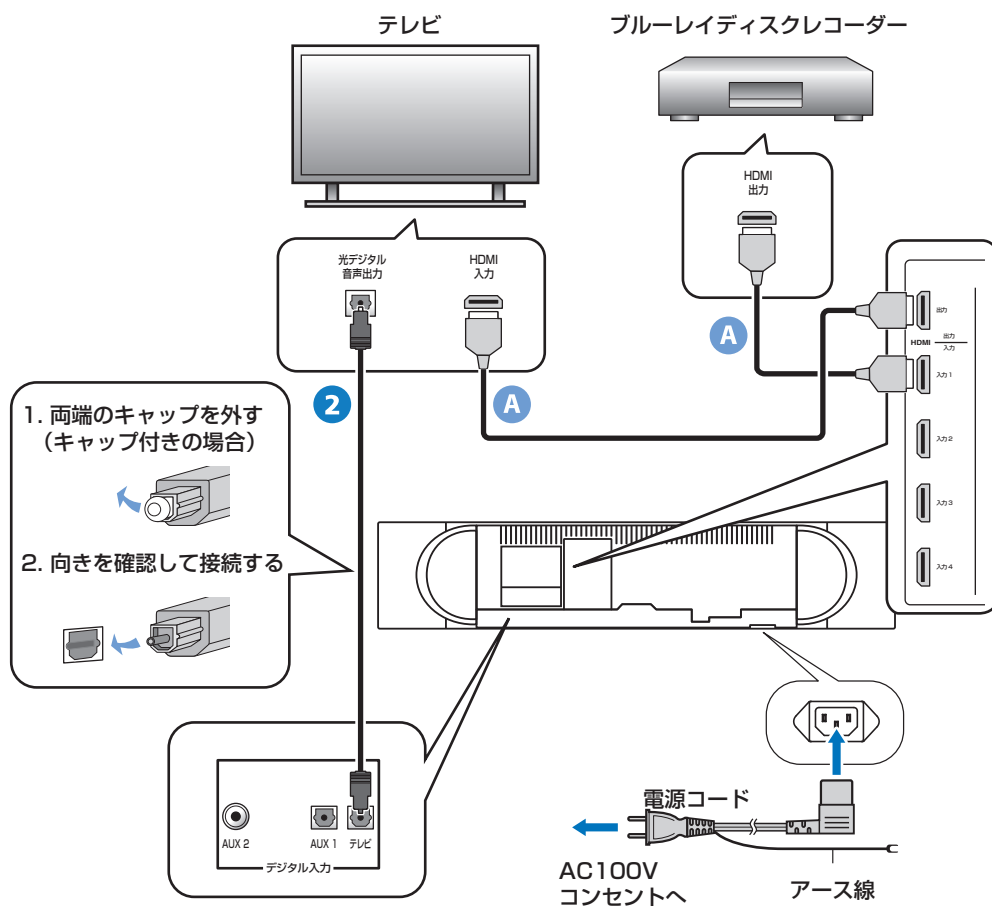 テレビ
ブルーレイディスクレコーダー
HDMI
出力
光デジタル
音声出力
HDMI
入力
A
A
2
出力
HDMI
出力
入力
入力 1
入力 2
入力 3
入力 4
1. 両端のキャップを外す
（キャップ付きの場合）
2. 向きを確認して接続する
AUX 2
AUX 1
テレビ
デジタル入力
電源コード
AC100V
コンセントへ
アース線